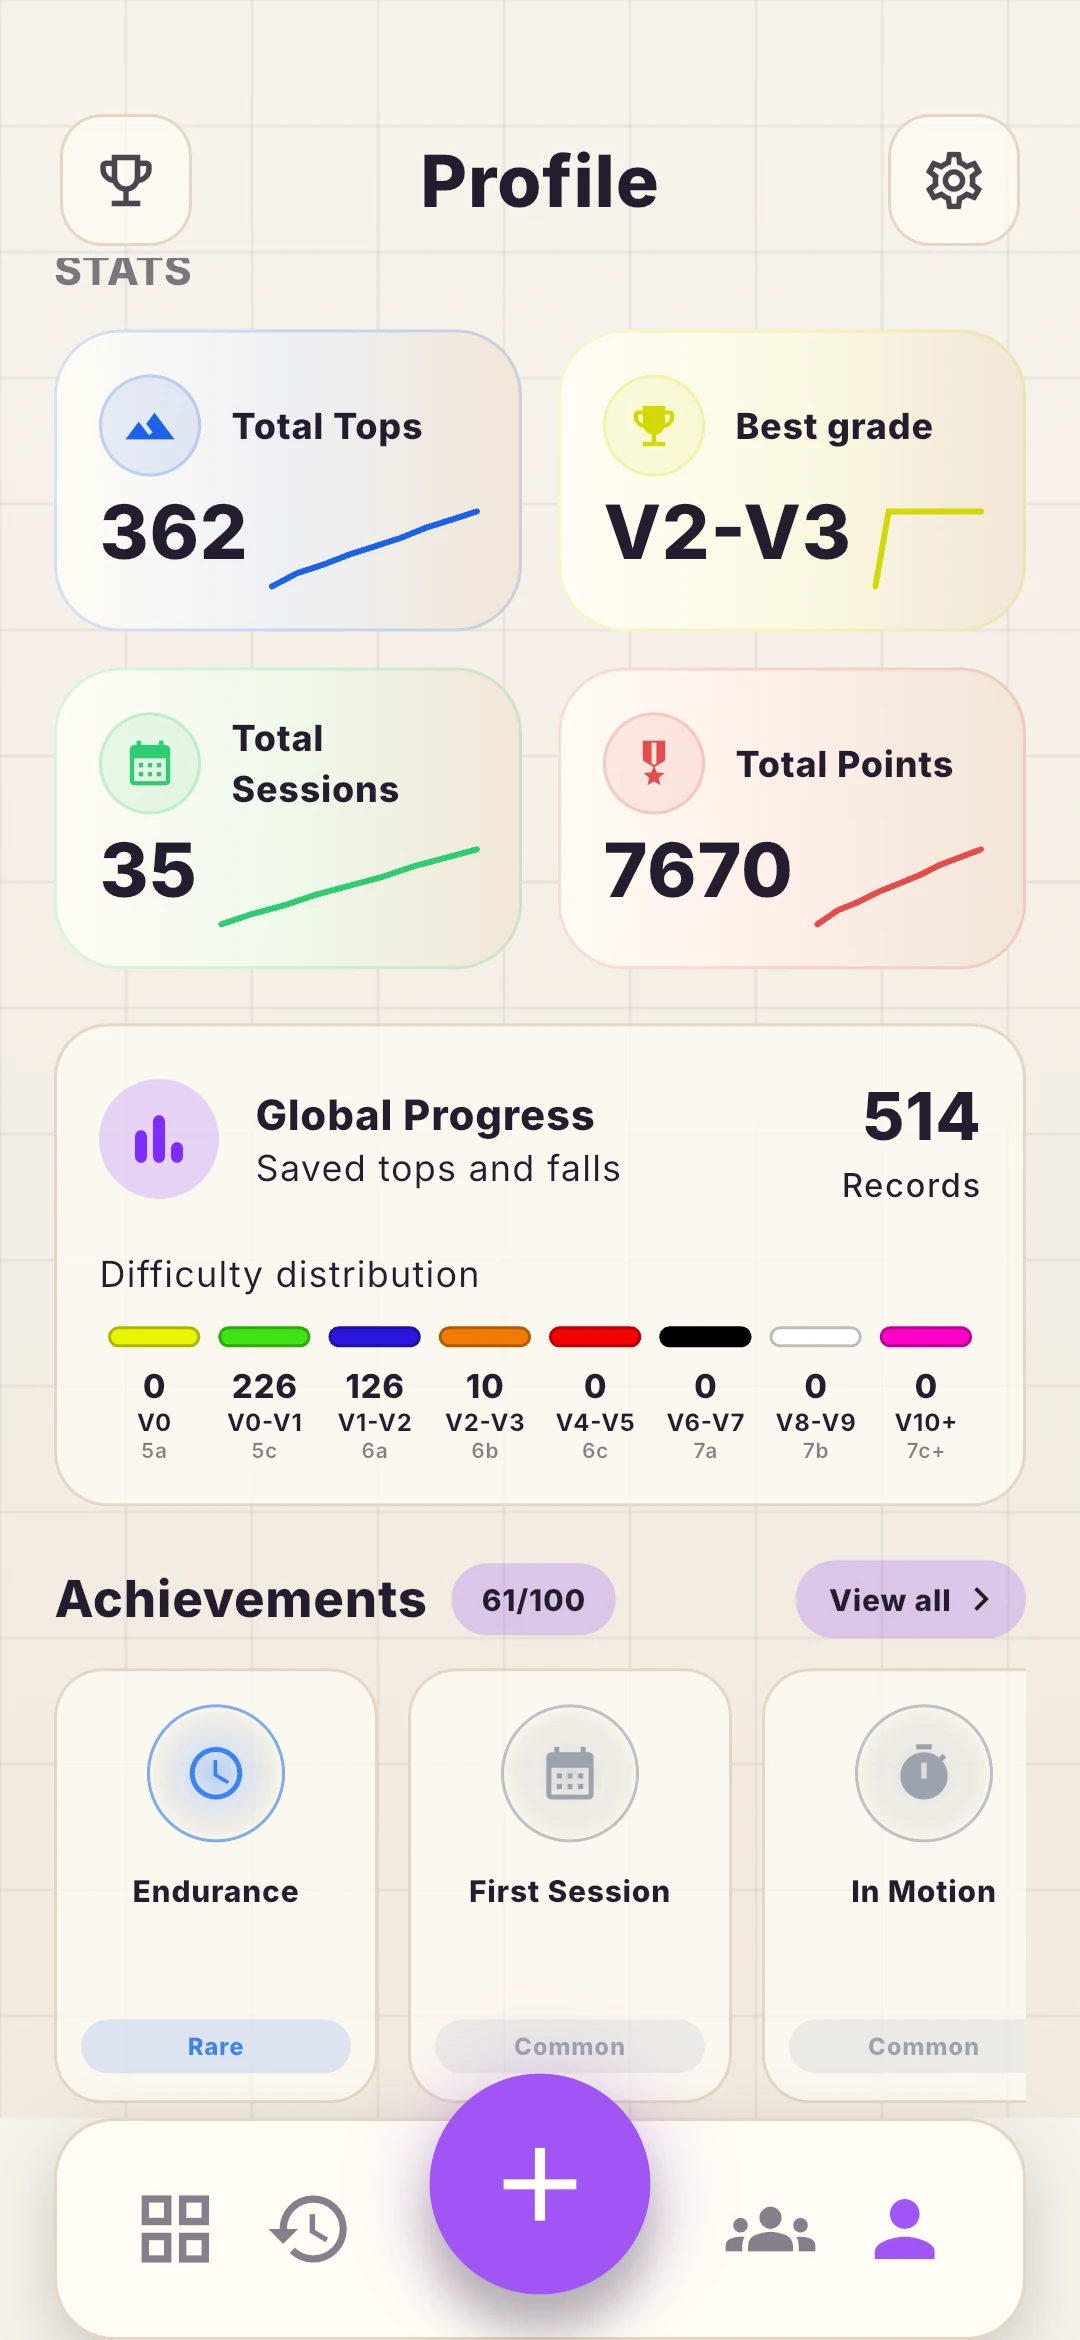 Profile
STATS
Total Tops
362
Best grade
V2-V3
Total
Sessions
35
Total Points
7670
Global Progress
Saved tops and falls
514
Records
Difficulty distribution
0 226 126 10 0 0 0 0
V0 V0-V1 V1-V2 V2-V3 V4-V5 V6-V7 V8-V9 V10+
5a 5c 6a 6b 6c 7a 7b 7c+
Achievements 61/100 View all
Endurance
Rare
First Session
Common
In Motion
Common